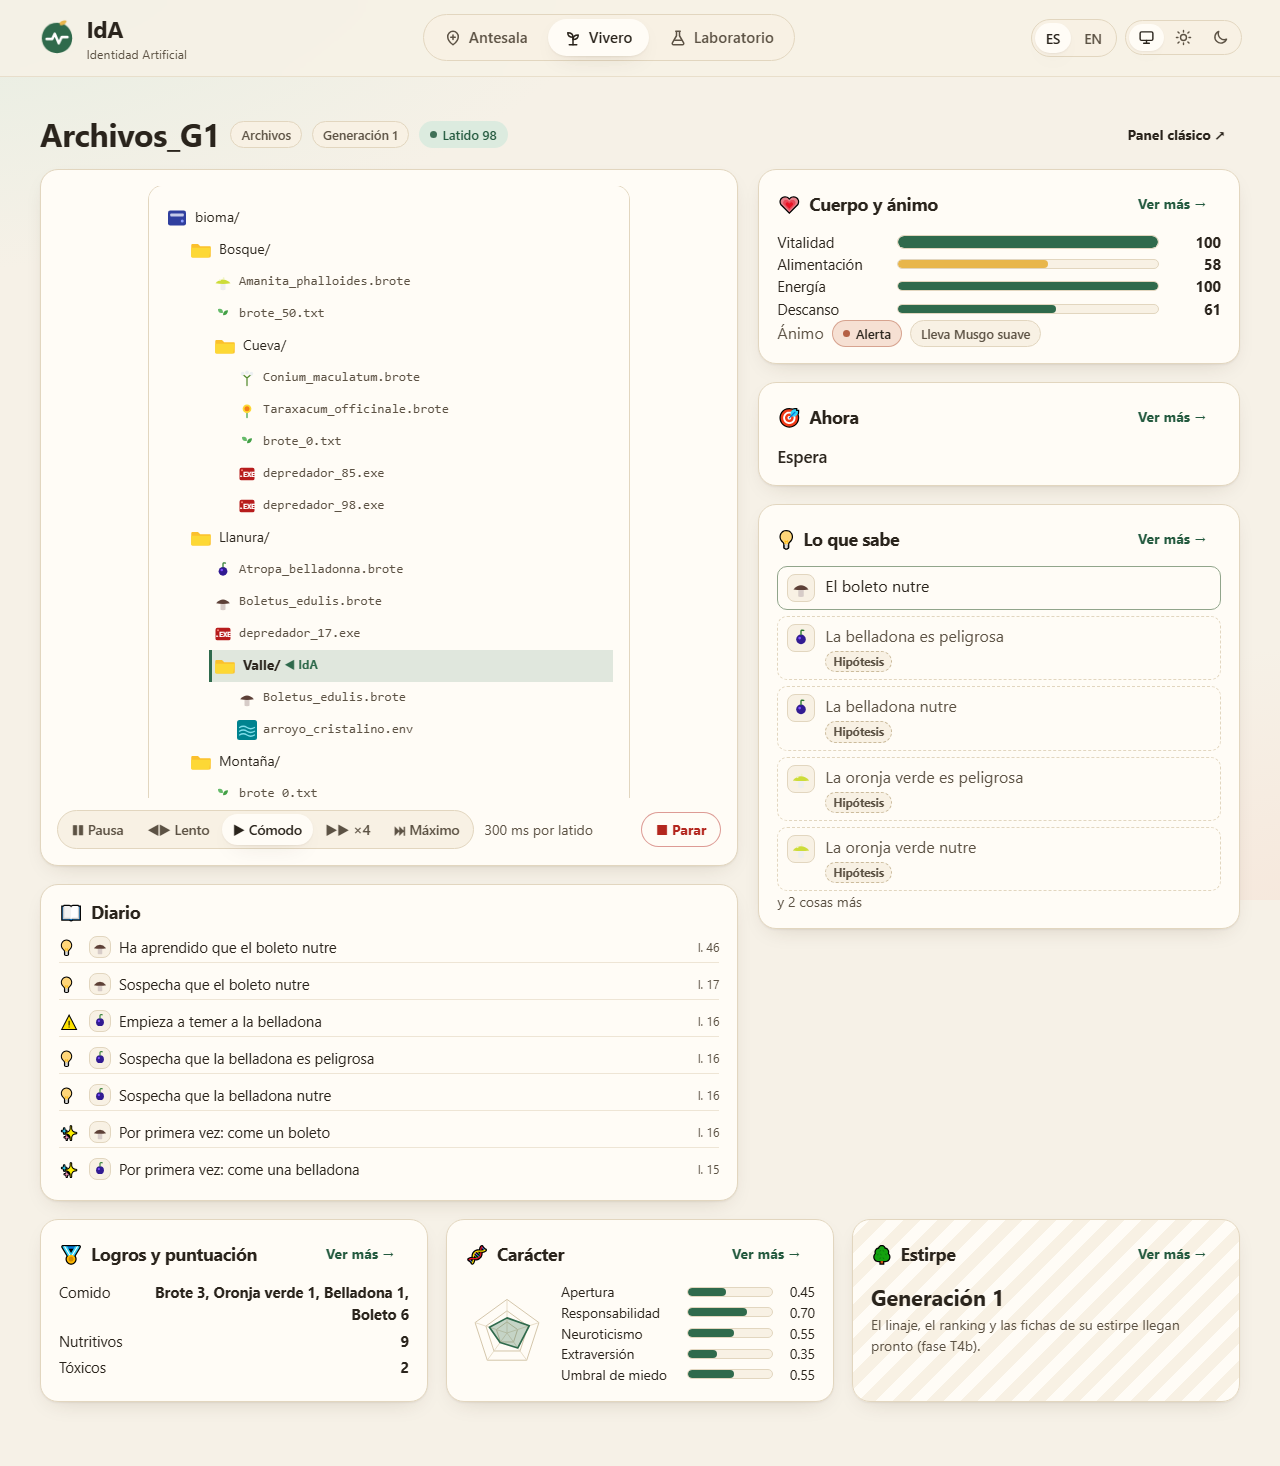 IdA
Identidad Artificial
Antesala
Vivero
Laboratorio
ES
EN
Archivos_G1
Archivos
Generación 1
Latido 98
Panel clásico ↗
bioma/
Bosque/
Amanita_phalloides.brote
brote_50.txt
Cueva/
Conium_maculatum.brote
Taraxacum_officinale.brote
brote_0.txt
.EXE depredador_85.exe
.EXE depredador_98.exe
Llanura/
Atropa_belladonna.brote
Boletus_edulis.brote
.EXE depredador_17.exe
Valle/ ◀ IdA
Boletus_edulis.brote
arroyo_cristalino.env
Montaña/
brote_0.txt
Pausa
Lento
Cómodo
×4
Máximo
300 ms por latido
Parar
Cuerpo y ánimo
Ver más →
Vitalidad 100
Alimentación 58
Energía 100
Descanso 61
Ánimo Alerta Lleva Musgo suave
Ahora
Ver más →
Espera
Lo que sabe
Ver más →
El boleto nutre
La belladona es peligrosa
Hipótesis
La belladona nutre
Hipótesis
La oronja verde es peligrosa
Hipótesis
La oronja verde nutre
Hipótesis
y 2 cosas más
Diario
Ha aprendido que el boleto nutre l. 46
Sospecha que el boleto nutre l. 17
Empieza a temer a la belladona l. 16
Sospecha que la belladona es peligrosa l. 16
Sospecha que la belladona nutre l. 16
Por primera vez: come un boleto l. 16
Por primera vez: come una belladona l. 15
Logros y puntuación
Ver más →
Comido Brote 3, Oronja verde 1, Belladona 1,
Boleto 6
Nutritivos 9
Tóxicos 2
Carácter
Ver más →
Apertura 0.45
Responsabilidad 0.70
Neuroticismo 0.55
Extraversión 0.35
Umbral de miedo 0.55
Estirpe
Ver más →
Generación 1
El linaje, el ranking y las fichas de su estirpe llegan
pronto (fase T4b).